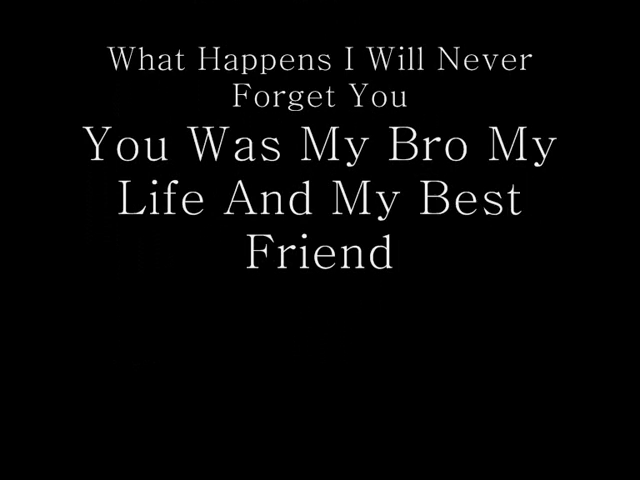 What Happens I Will Never
Forget You
You Was My Bro My
Life And My Best
Friend